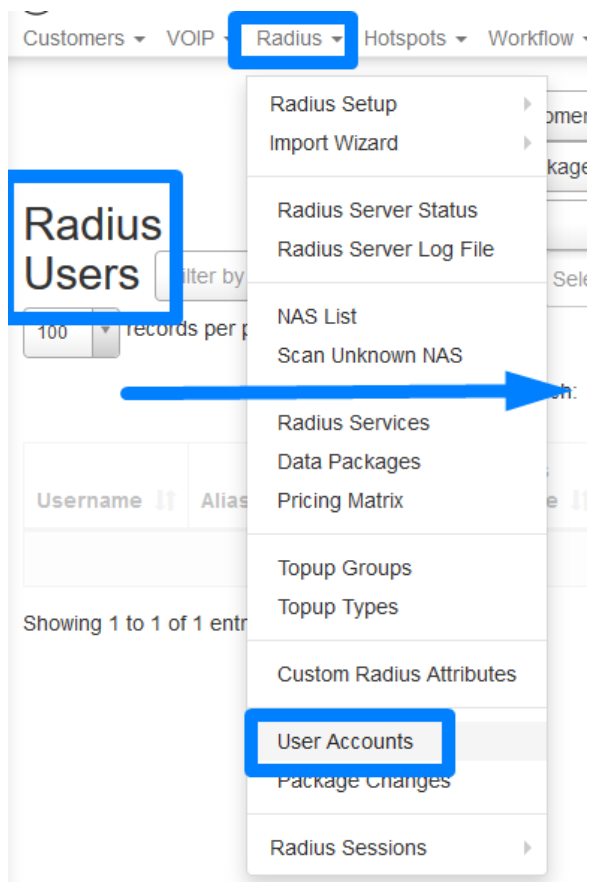 Customers VOIP Radius Hotspots Workflow
Radius Setup
Import Wizard
Radius Server Status
Radius Server Log File
Radius
Users
NAS List
100 records per
Scan Unknown NAS
Radius Services
Data Packages
Username Alias
Pricing Matrix
Topup Groups
Topup Types
Showing 1 to 1 of 1
Custom Radius Attributes
User Accounts
Package Changes
Radius Sessions